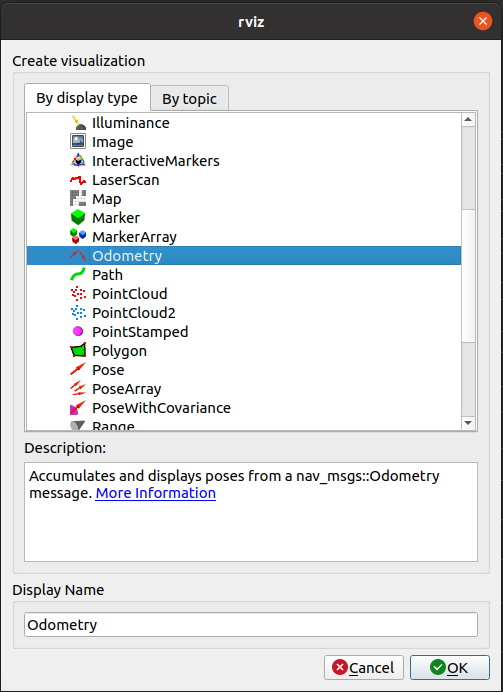 rviz
Create visualization
By display type
By topic
Illuminance
Image
InteractiveMarkers
LaserScan
Map
Marker
MarkerArray
Odometry
Path
PointCloud
PointCloud2
PointStamped
Polygon
Pose
PoseArray
PoseWithCovariance
Range
Description:
Accumulates and displays poses from a nav_msgs::Odometry
message. More Information
Display Name
Odometry
Cancel
OK